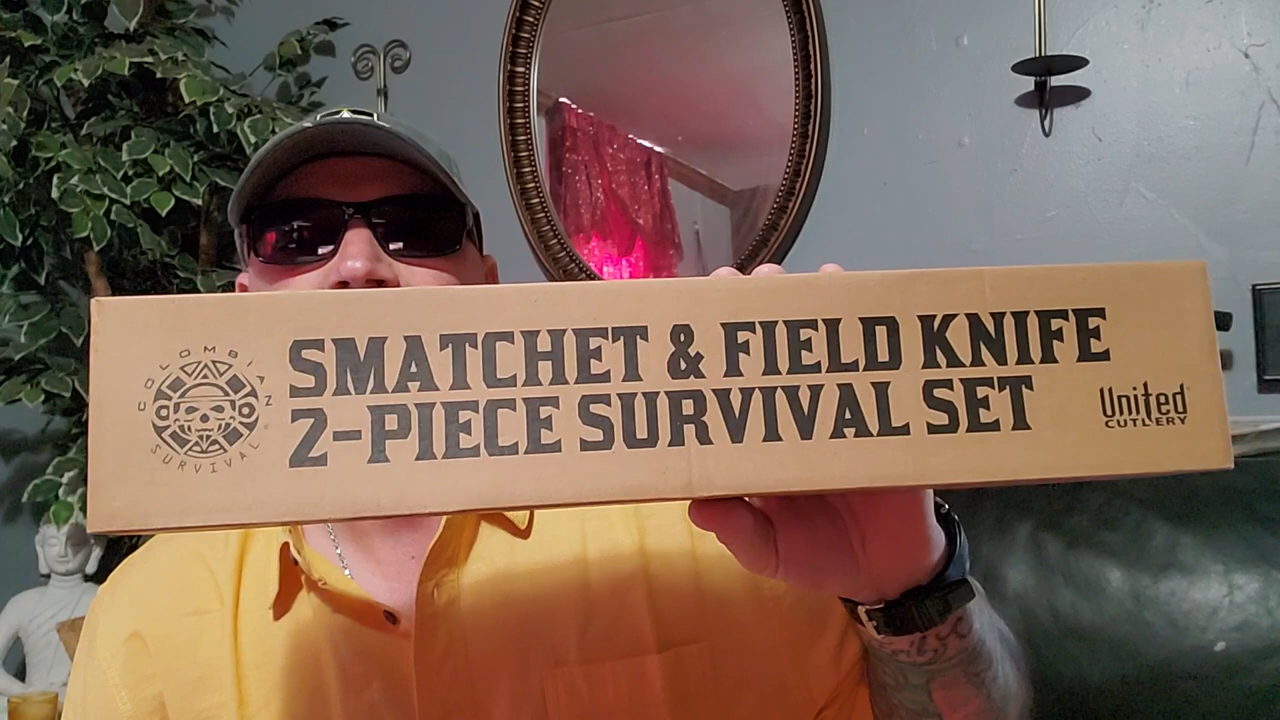 COLOMBIAN
SURVIVAL
SMATCHET & FIELD KNIFE
2-PIECE SURVIVAL SET
United
CUTLERY